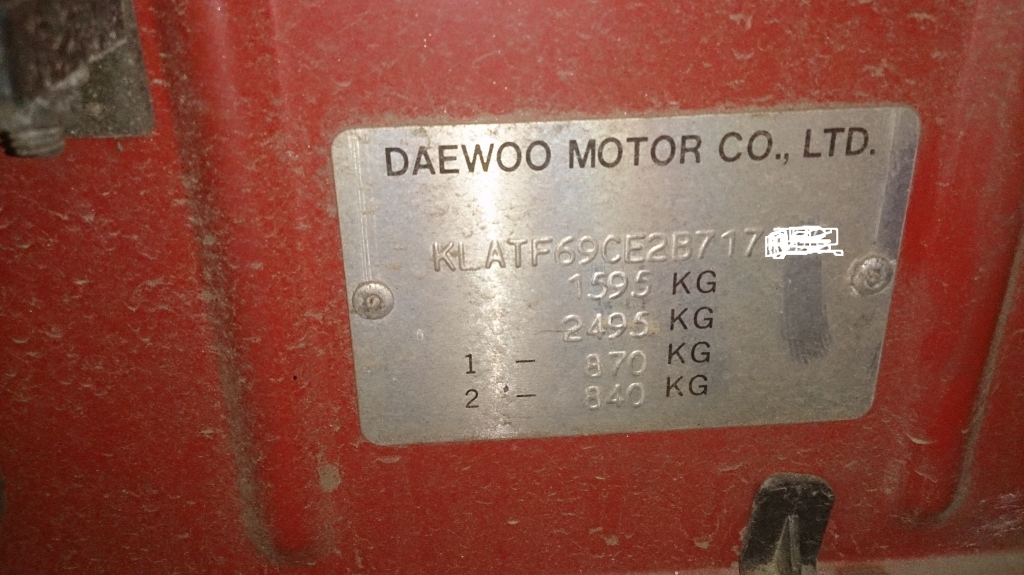 DAEWOO MOTOR CO., LTD.
KLATF69CE2B717
1595 KG
2495 KG
1 - 870 KG
2 - 840 KG